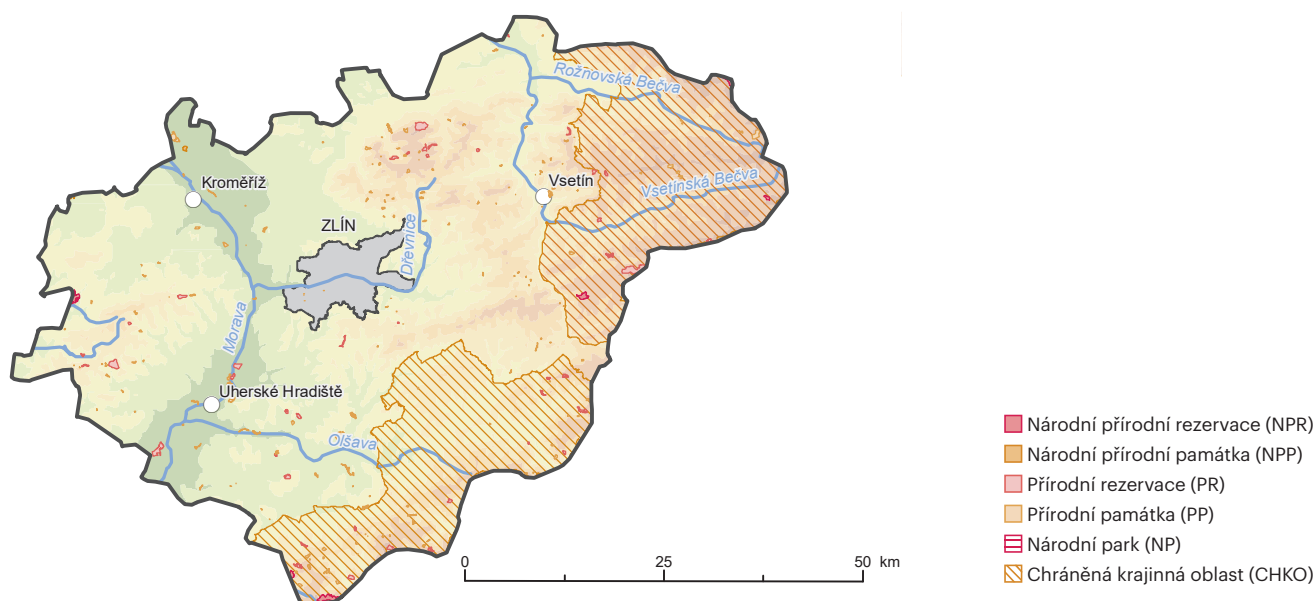 Rožnovská Bečva
Kroměříž
Vsetín
Vsetínská Bečva
ZLÍN
Dřevnice
Morava
Uherské Hradiště
Olšava
0 25 50 km
Národní přírodní rezervace (NPR)
Národní přírodní památka (NPP)
Přírodní rezervace (PR)
Přírodní památka (PP)
Národní park (NP)
Chráněná krajinná oblast (CHKO)